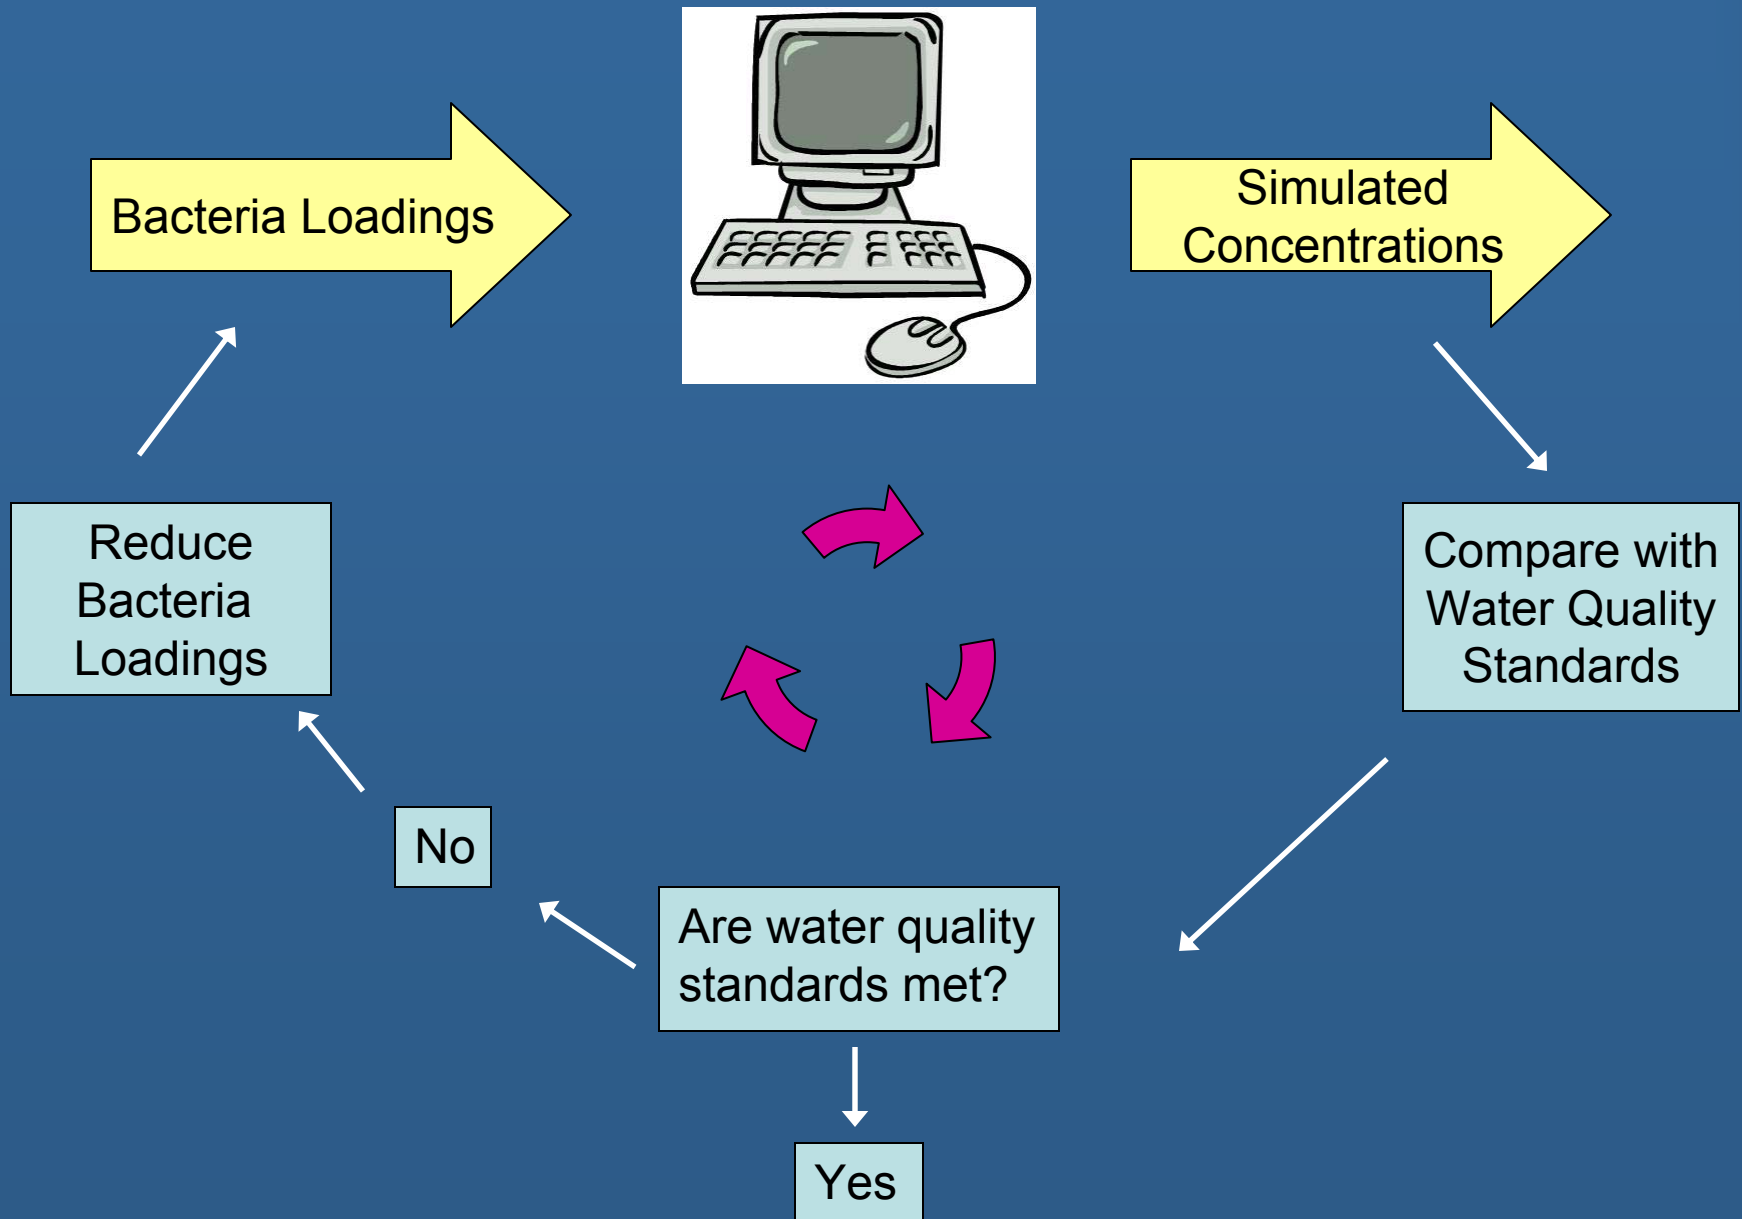 Bacteria Loadings
Simulated
Concentrations
Reduce
Bacteria
Loadings
Compare with
Water Quality
Standards
No
Are water quality
standards met?
Yes